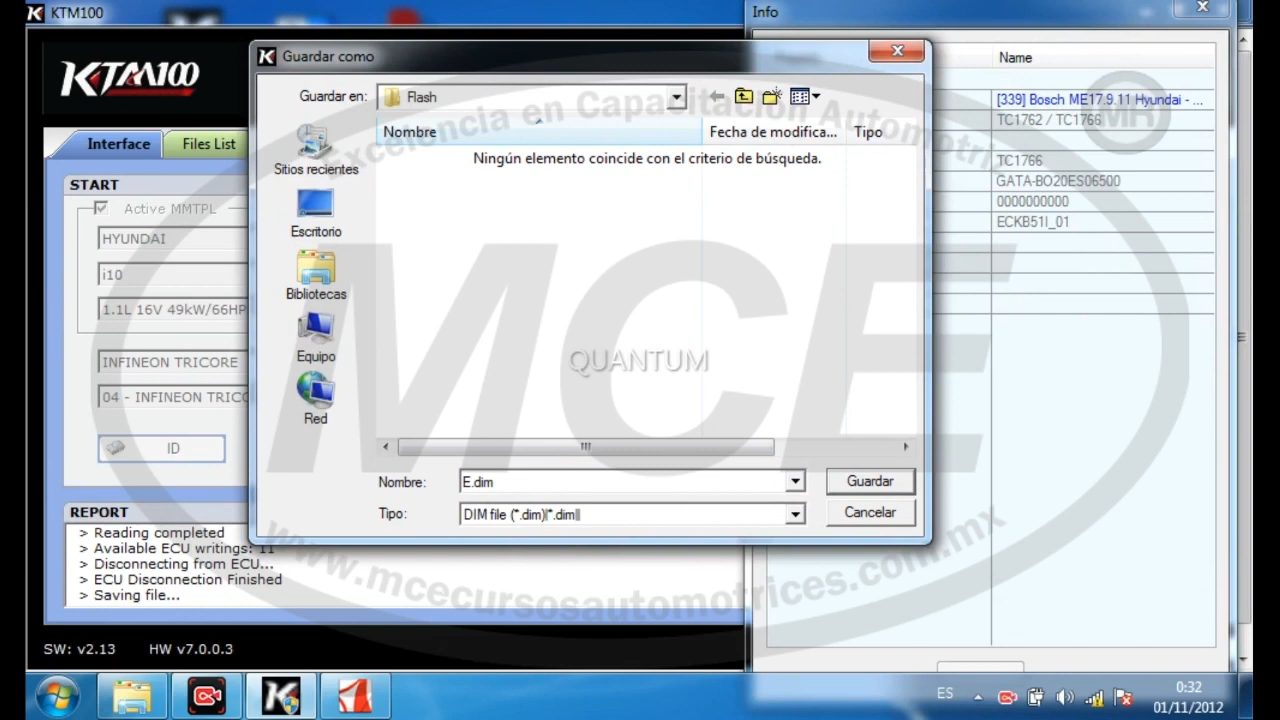 KTM100
Info
Guardar como
KTM100
Guardar en:
Flash
Name
Nombre
Fecha de modifica...
Tipo
[339] Bosch ME17.9.11 Hyundai - ...
TC1762 / TC1766
Interface
Files List
Ningún elemento coincide con el criterio de búsqueda.
TC1766
Sitios recientes
START
GATA-BO20ES06500
Active MMTPL
0000000000
ECKB51I_01
HYUNDAI
Escritorio
i10
Bibliotecas
1.1L 16V 49kW/66HP
Equipo
INFINEON TRICORE
QUANTUM
04 - INFINEON TRICO
Red
ID
Nombre:
E.dim
Guardar
Tipo:
DIM file (*.dim)|*.dim||
Cancelar
REPORT
> Reading completed
> Available ECU writings: 11
> Disconnecting from ECU...
> ECU Disconnection Finished
> Saving file...
SW: v2.13
HW v7.0.0.3
Excelencia en Capacitación Automotriz
MR
MCE
www.mcecursosautomotrices.com.mx
ES
0:32
01/11/2012